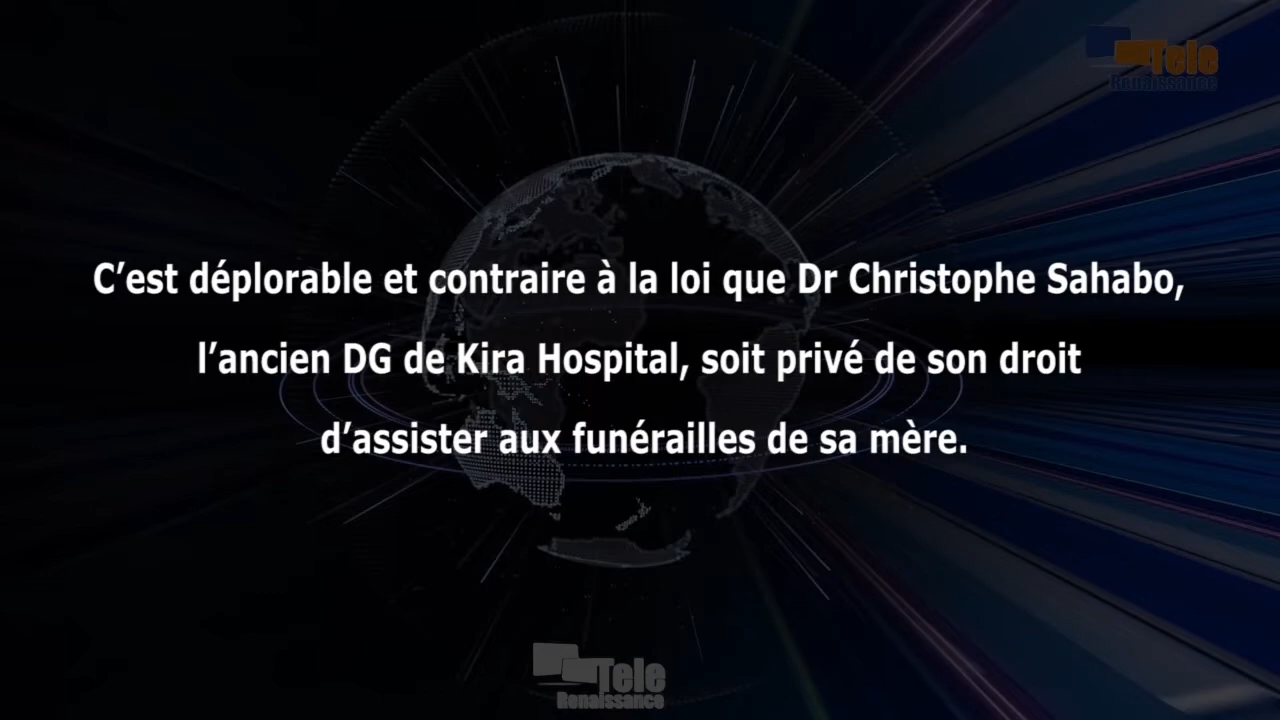 Tele
Renaissance
C’est déplorable et contraire à la loi que Dr Christophe Sahabo,
l’ancien DG de Kira Hospital, soit privé de son droit
d’assister aux funérailles de sa mère.
Tele
Renaissance